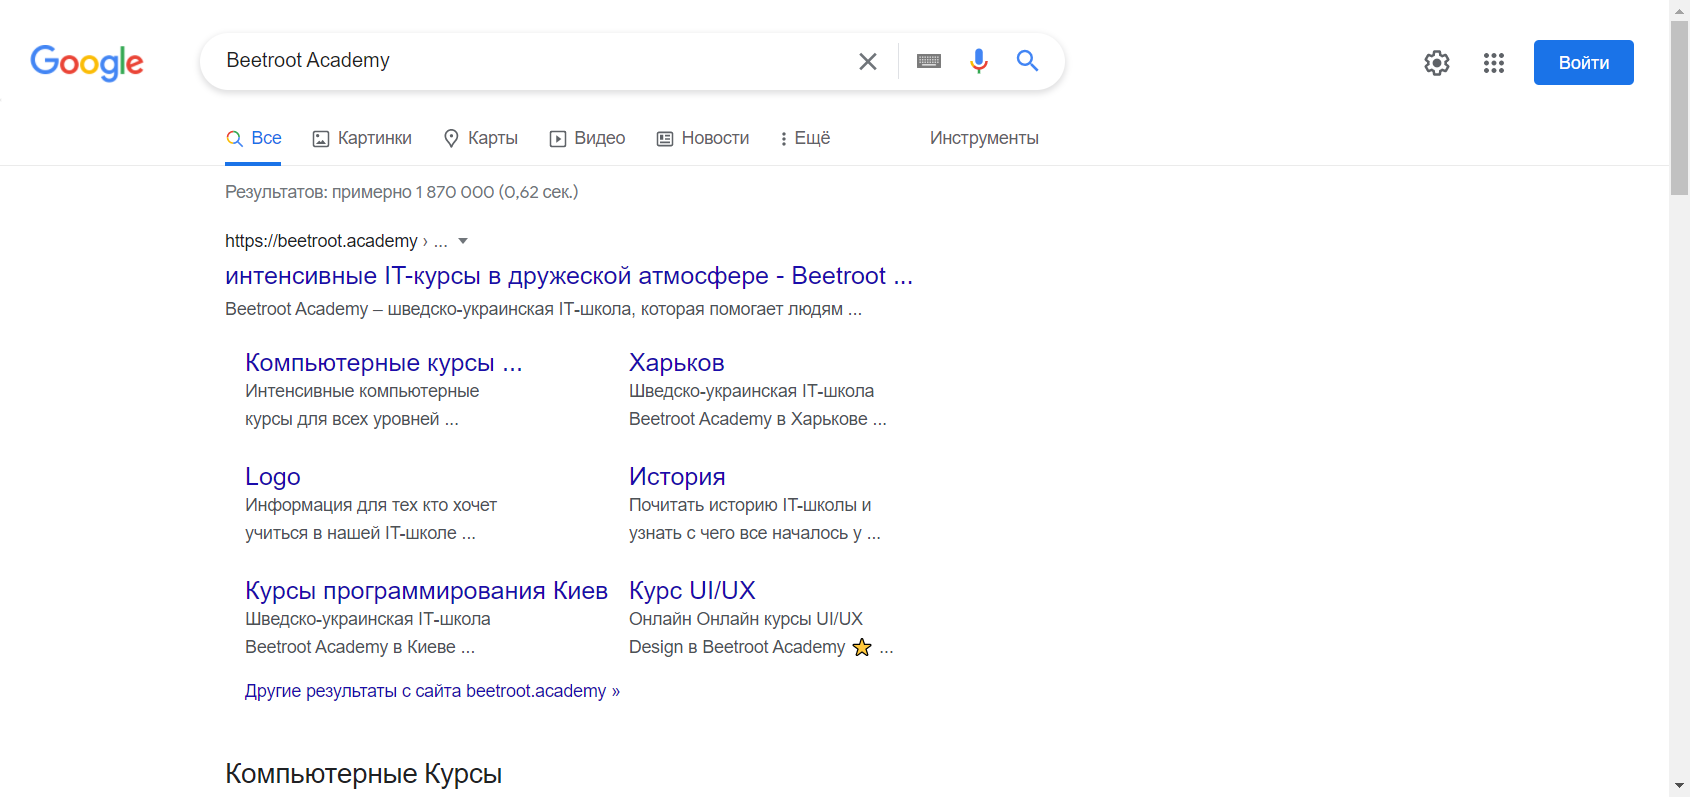 Google
Beetroot Academy
Войти
Все Картинки Карты Видео Новости Ещё Инструменты
Результатов: примерно 1 870 000 (0,62 сек.)
https://beetroot.academy › ...
интенсивные IT-курсы в дружеской атмосфере - Beetroot ...
Beetroot Academy – шведско-украинская IT-школа, которая помогает людям ...
Компьютерные курсы ...
Интенсивные компьютерные
курсы для всех уровней ...
Харьков
Шведско-украинская IT-школа
Beetroot Academy в Харькове ...
Logo
Информация для тех кто хочет
учиться в нашей IT-школе ...
История
Почитать историю IT-школы и
узнать с чего все началось у ...
Курсы программирования Киев
Шведско-украинская IT-школа
Beetroot Academy в Киеве ...
Курс UI/UX
Онлайн Онлайн курсы UI/UX
Design в Beetroot Academy ⭐ ...
Другие результаты с сайта beetroot.academy »
Компьютерные Курсы